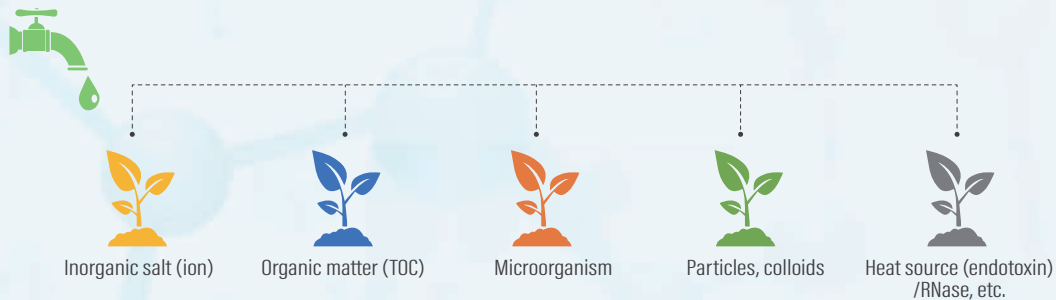 Inorganic salt (ion)
Organic matter (TOC)
Microorganism
Particles, colloids
Heat source (endotoxin)
/RNase, etc.